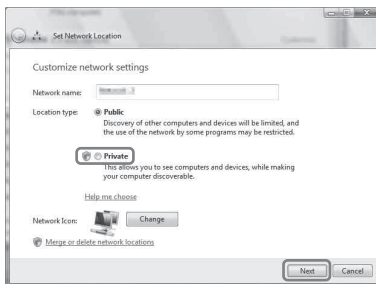 Set Network Location
Customize network settings
Network name:
Location type: Public
Discovery of other computers and devices will be limited, and
the use of the network by some programs may be restricted.
Private
This allows you to see computers and devices, while making
your computer discoverable.
Help me choose
Network Icon: Change
Merge or delete network locations
Next Cancel